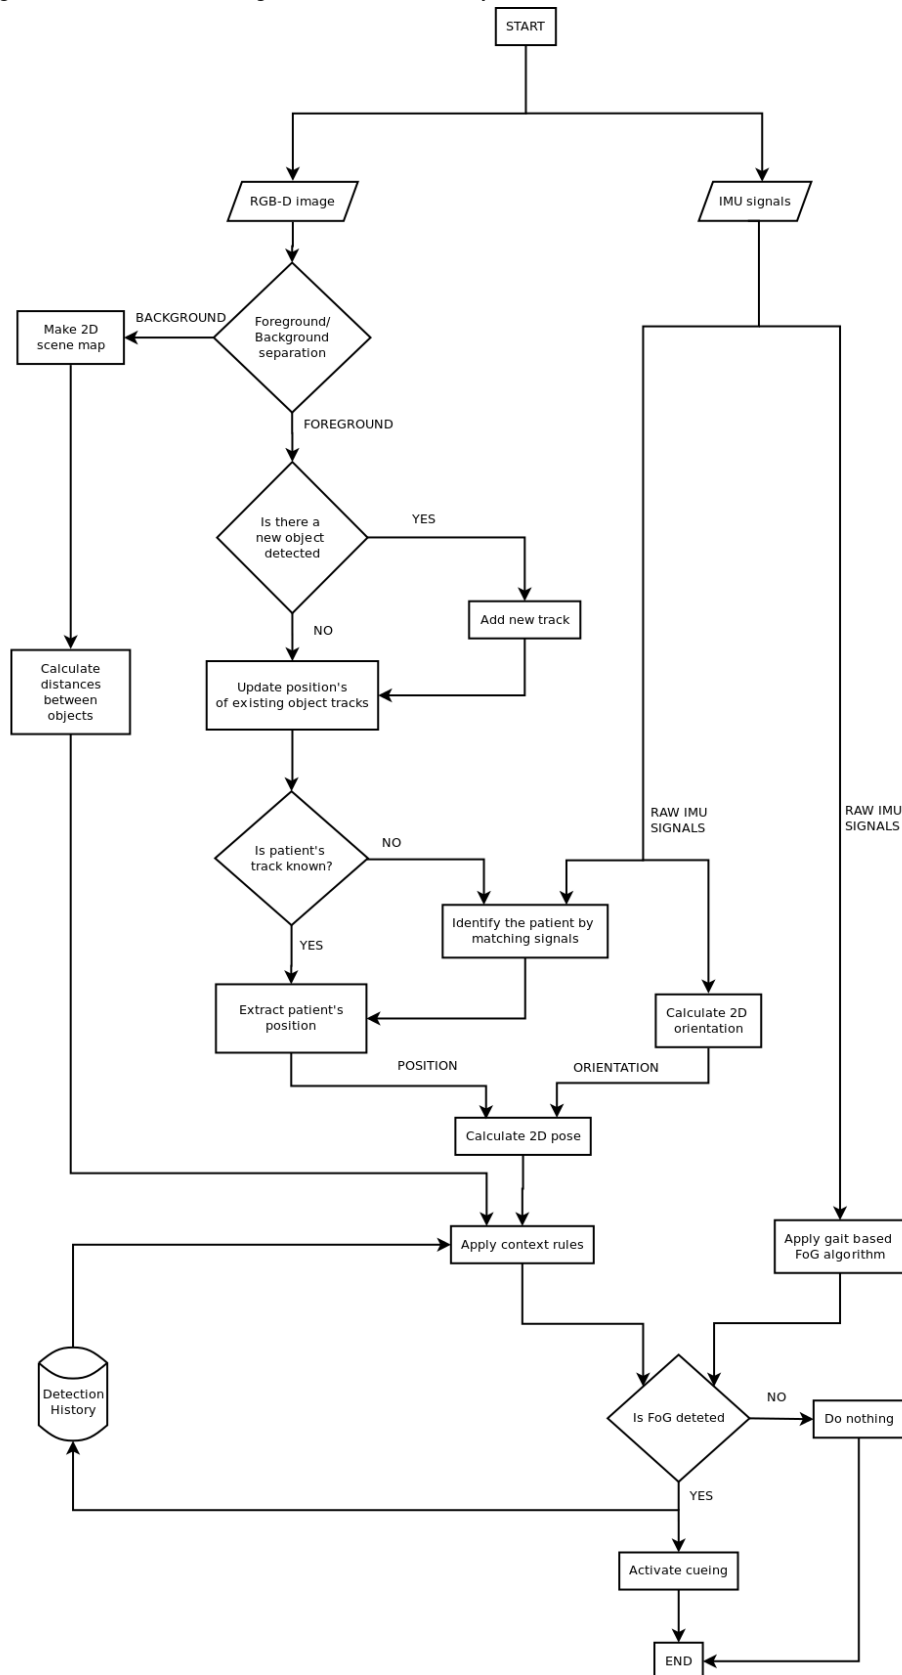 START
RGB-D image
IMU signals
BACKGROUND
Make 2D
scene map
Foreground/
Background
separation
FOREGROUND
Is there a
new object
detected
YES
Add new track
NO
Calculate
distances
between
objects
Update position's
of existing object tracks
RAW IMU
SIGNALS
RAW IMU
SIGNALS
Is patient's
track known?
NO
Identify the patient by
matching signals
YES
Extract patient's
position
Calculate 2D
orientation
POSITION
ORIENTATION
Calculate 2D pose
Apply context rules
Apply gait based
FoG algorithm
Detection
History
Is FoG deteted
NO
Do nothing
YES
Activate cueing
END